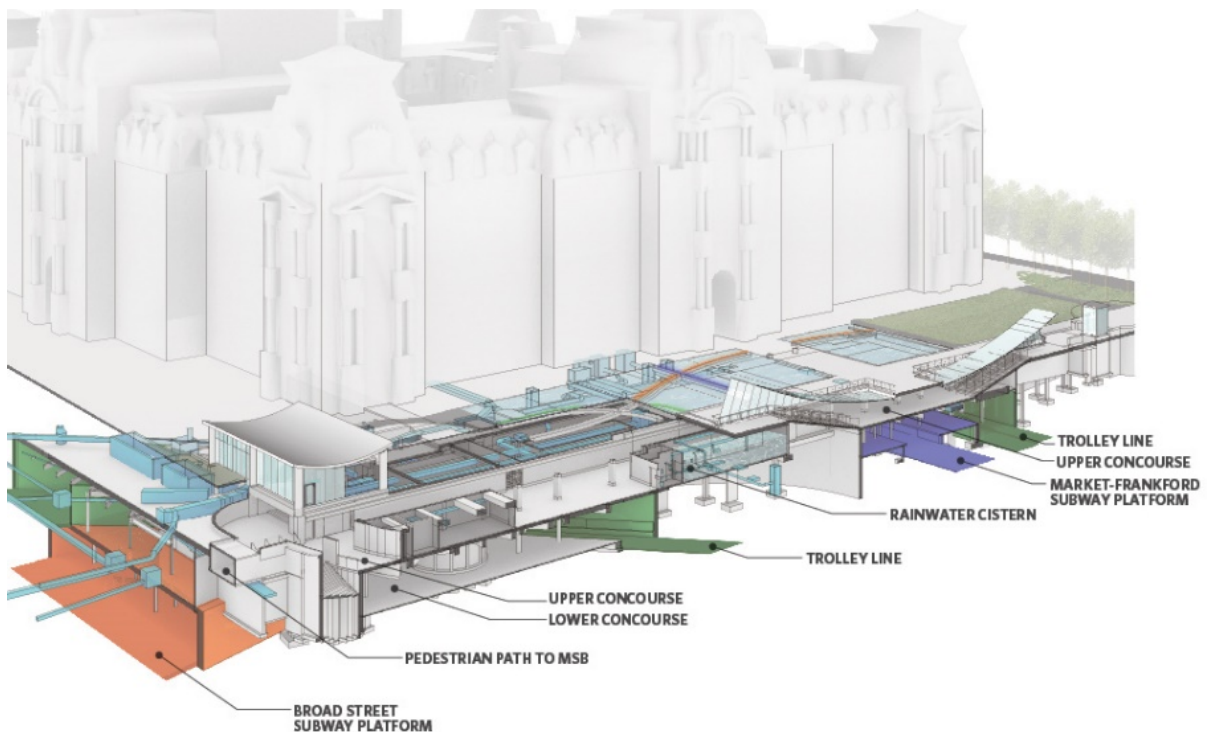 TROLLEY LINE
UPPER CONCOURSE
MARKET-FRANKFORD
SUBWAY PLATFORM
RAINWATER CISTERN
TROLLEY LINE
UPPER CONCOURSE
LOWER CONCOURSE
PEDESTRIAN PATH TO MSB
BROAD STREET
SUBWAY PLATFORM